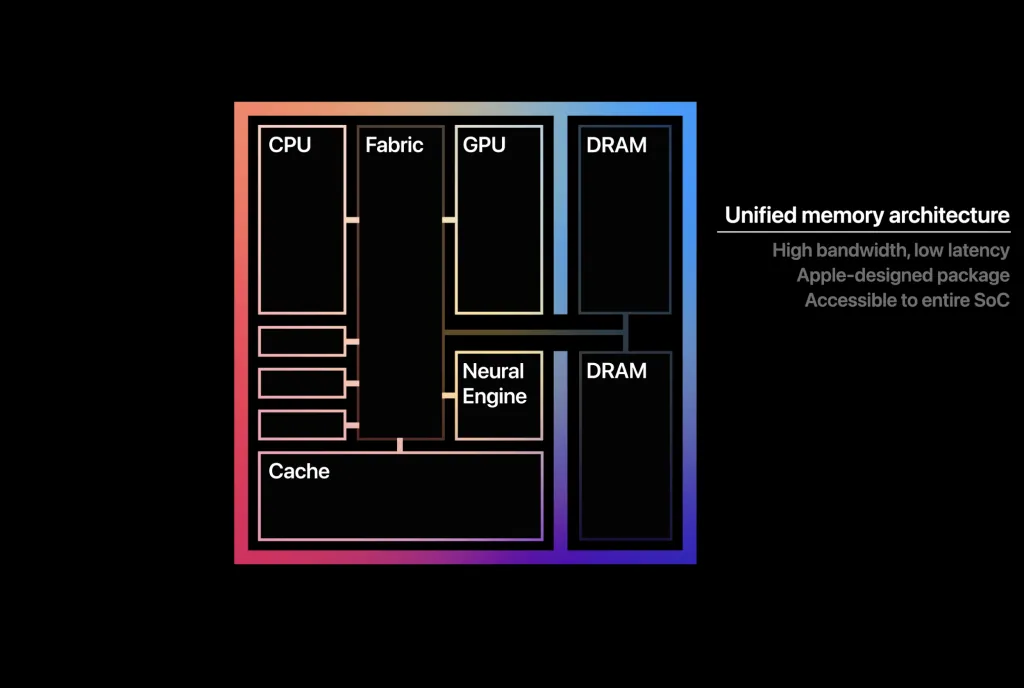 CPU
Fabric
GPU
DRAM
Unified memory architecture
High bandwidth, low latency
Apple-designed package
Accessible to entire SoC
Neural
Engine
DRAM
Cache